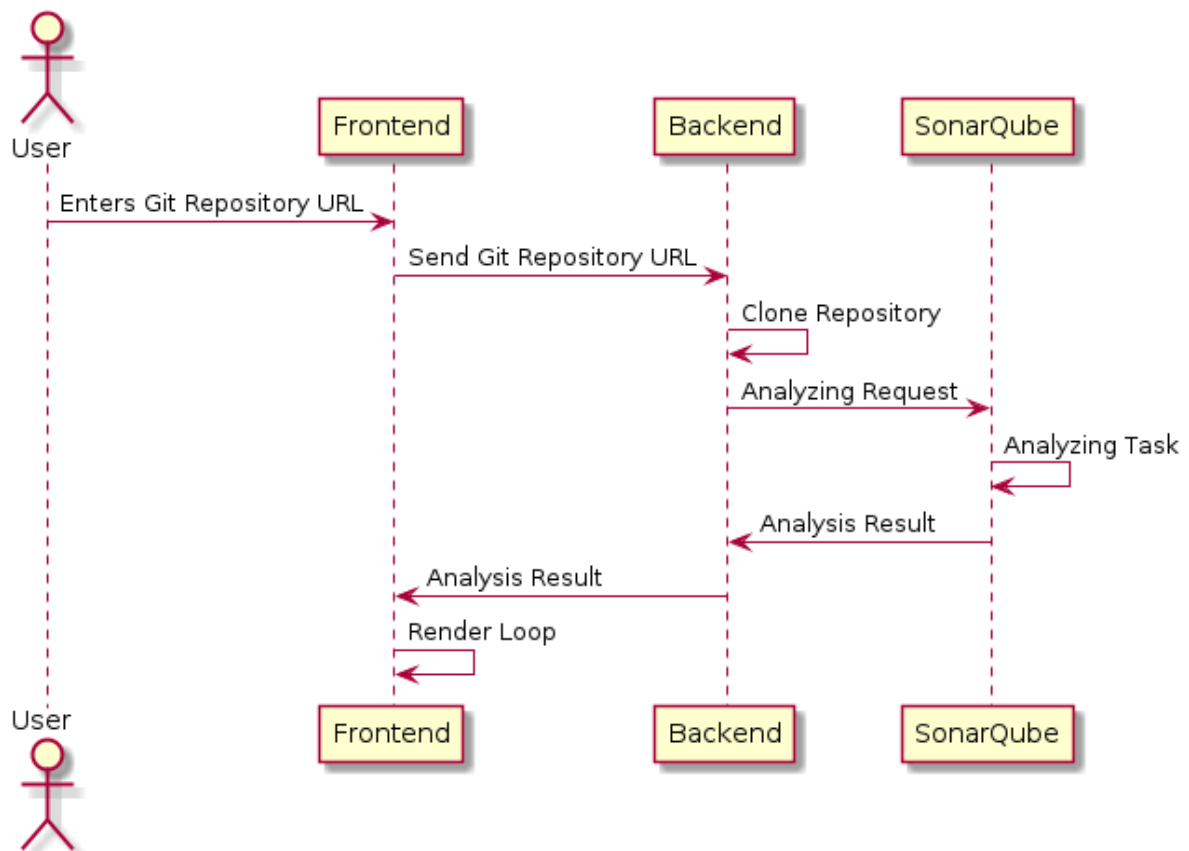 User
Frontend
Backend
SonarQube
Enters Git Repository URL
Send Git Repository URL
Clone Repository
Analyzing Request
Analyzing Task
Analysis Result
Analysis Result
Render Loop
User
Frontend
Backend
SonarQube